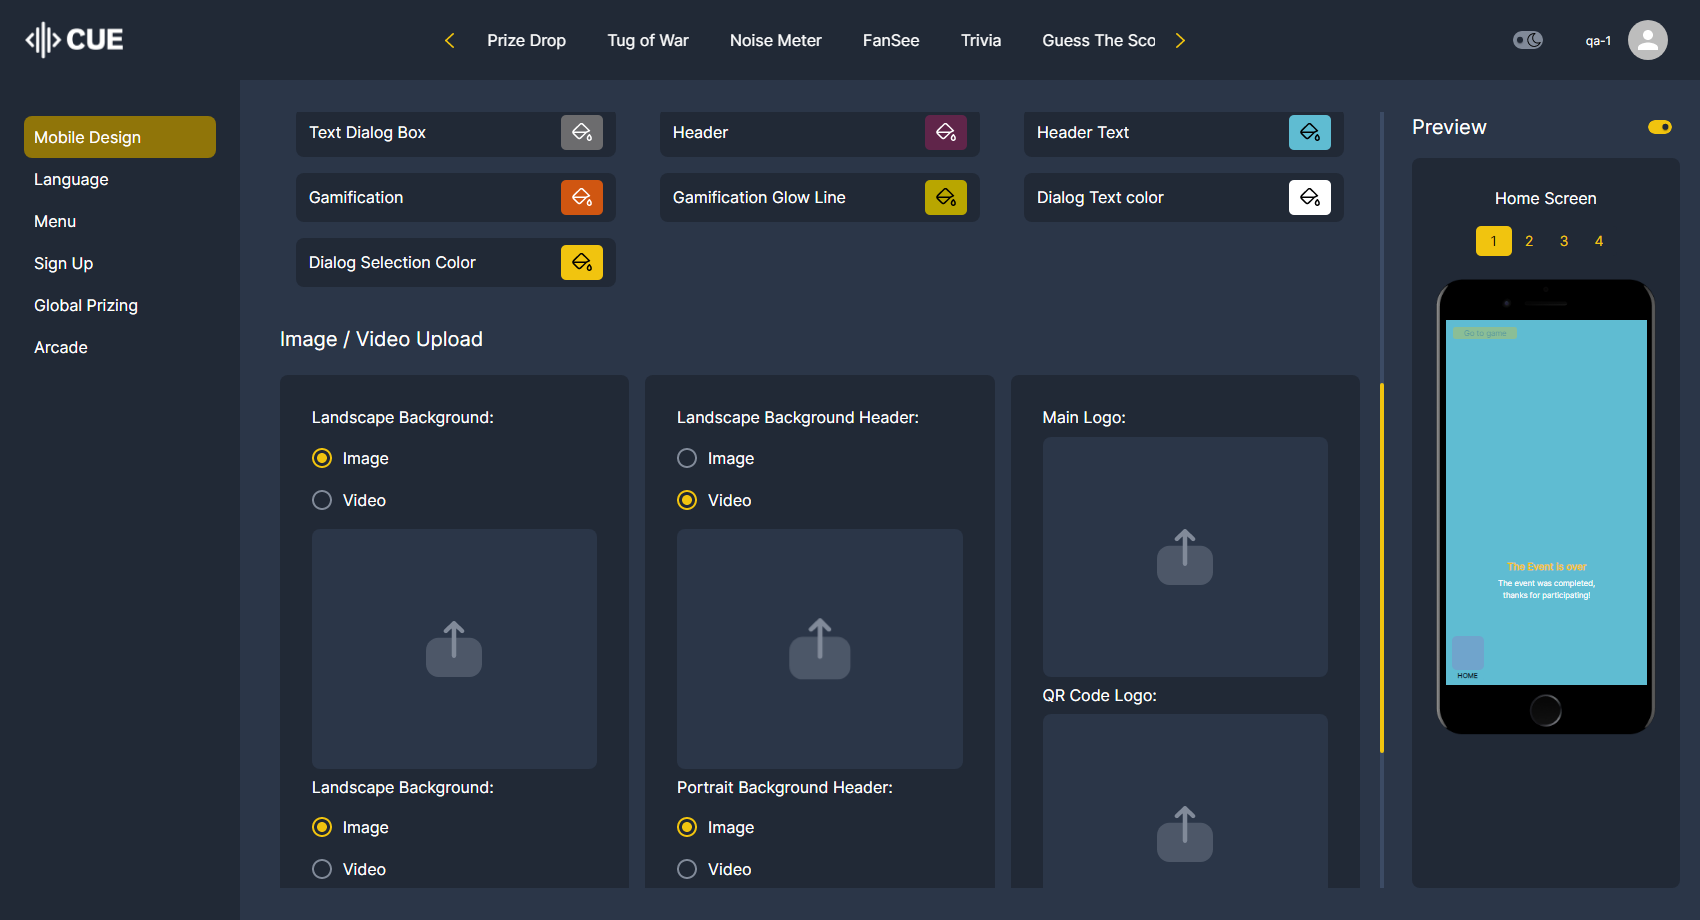 CUE
Prize Drop
Tug of War
Noise Meter
FanSee
Trivia
Guess The Sco
qa-1
Mobile Design
Language
Menu
Sign Up
Global Prizing
Arcade
Text Dialog Box
Header
Header Text
Gamification
Gamification Glow Line
Dialog Text color
Dialog Selection Color
Image / Video Upload
Landscape Background:
Image
Video
Landscape Background:
Image
Video
Landscape Background Header:
Image
Video
Portrait Background Header:
Image
Video
Main Logo:
QR Code Logo:
Preview
Home Screen
1 2 3 4
Go to game
The Event is over
The event was completed,
thanks for participating!
HOME